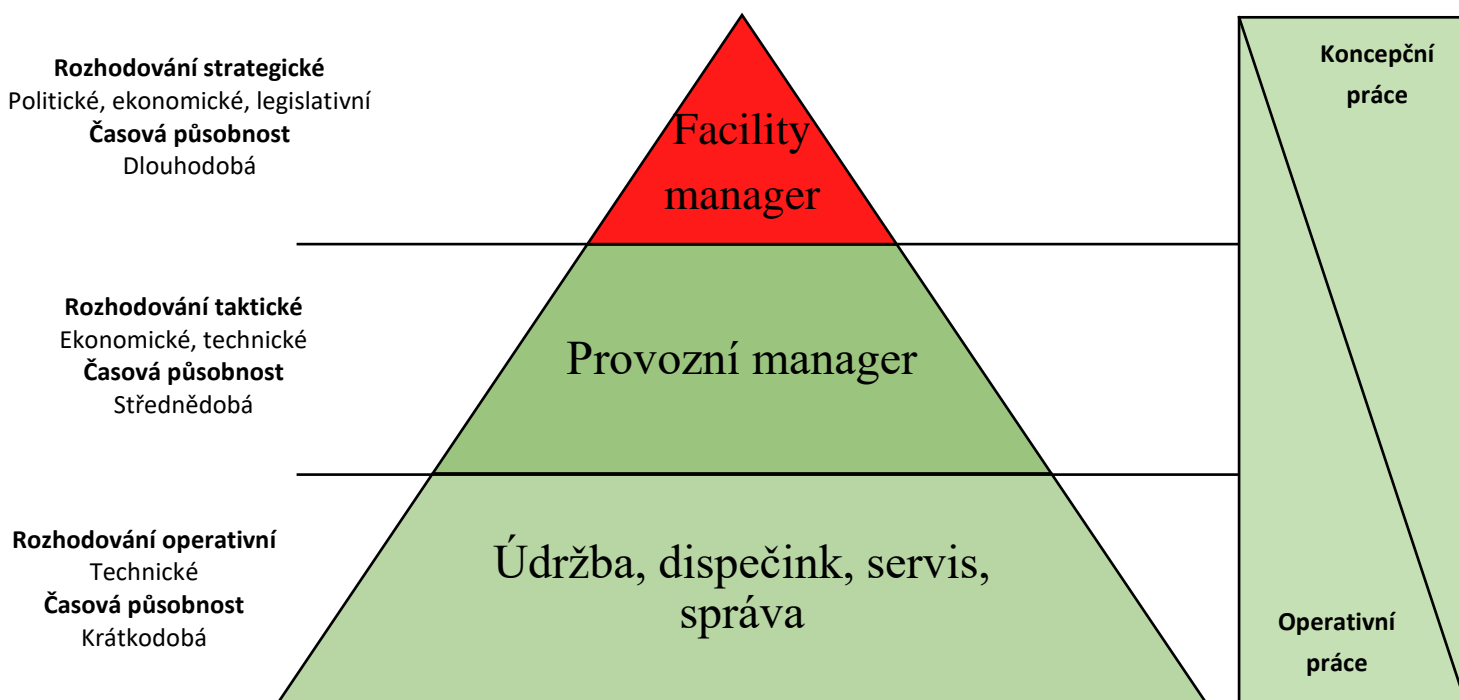 Rozhodování strategické
Politické, ekonomické, legislativní
Časová působnost
Dlouhodobá
Facility
manager
Koncepční
práce
Rozhodování taktické
Ekonomické, technické
Časová působnost
Střednědobá
Provozní manager
Rozhodování operativní
Technické
Časová působnost
Krátkodobá
Údržba, dispečink, servis,
správa
Operativní
práce